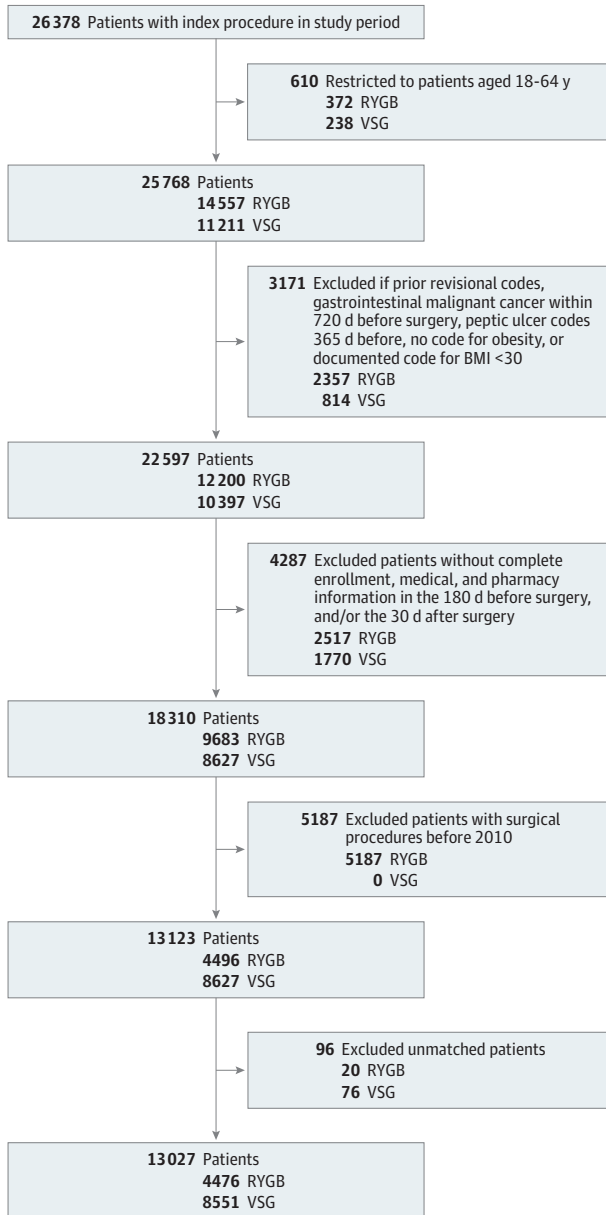 26378 Patients with index procedure in study period
610 Restricted to patients aged 18-64 y
372 RYGB
238 VSG
25768 Patients
14557 RYGB
11211 VSG
3171 Excluded if prior revisional codes,
gastrointestinal malignant cancer within
720 d before surgery, peptic ulcer codes
365 d before, no code for obesity, or
documented code for BMI <30
2357 RYGB
814 VSG
22597 Patients
12200 RYGB
10397 VSG
4287 Excluded patients without complete
enrollment, medical, and pharmacy
information in the 180 d before surgery,
and/or the 30 d after surgery
2517 RYGB
1770 VSG
18310 Patients
9683 RYGB
8627 VSG
5187 Excluded patients with surgical
procedures before 2010
5187 RYGB
0 VSG
13123 Patients
4496 RYGB
8627 VSG
96 Excluded unmatched patients
20 RYGB
76 VSG
13027 Patients
4476 RYGB
8551 VSG